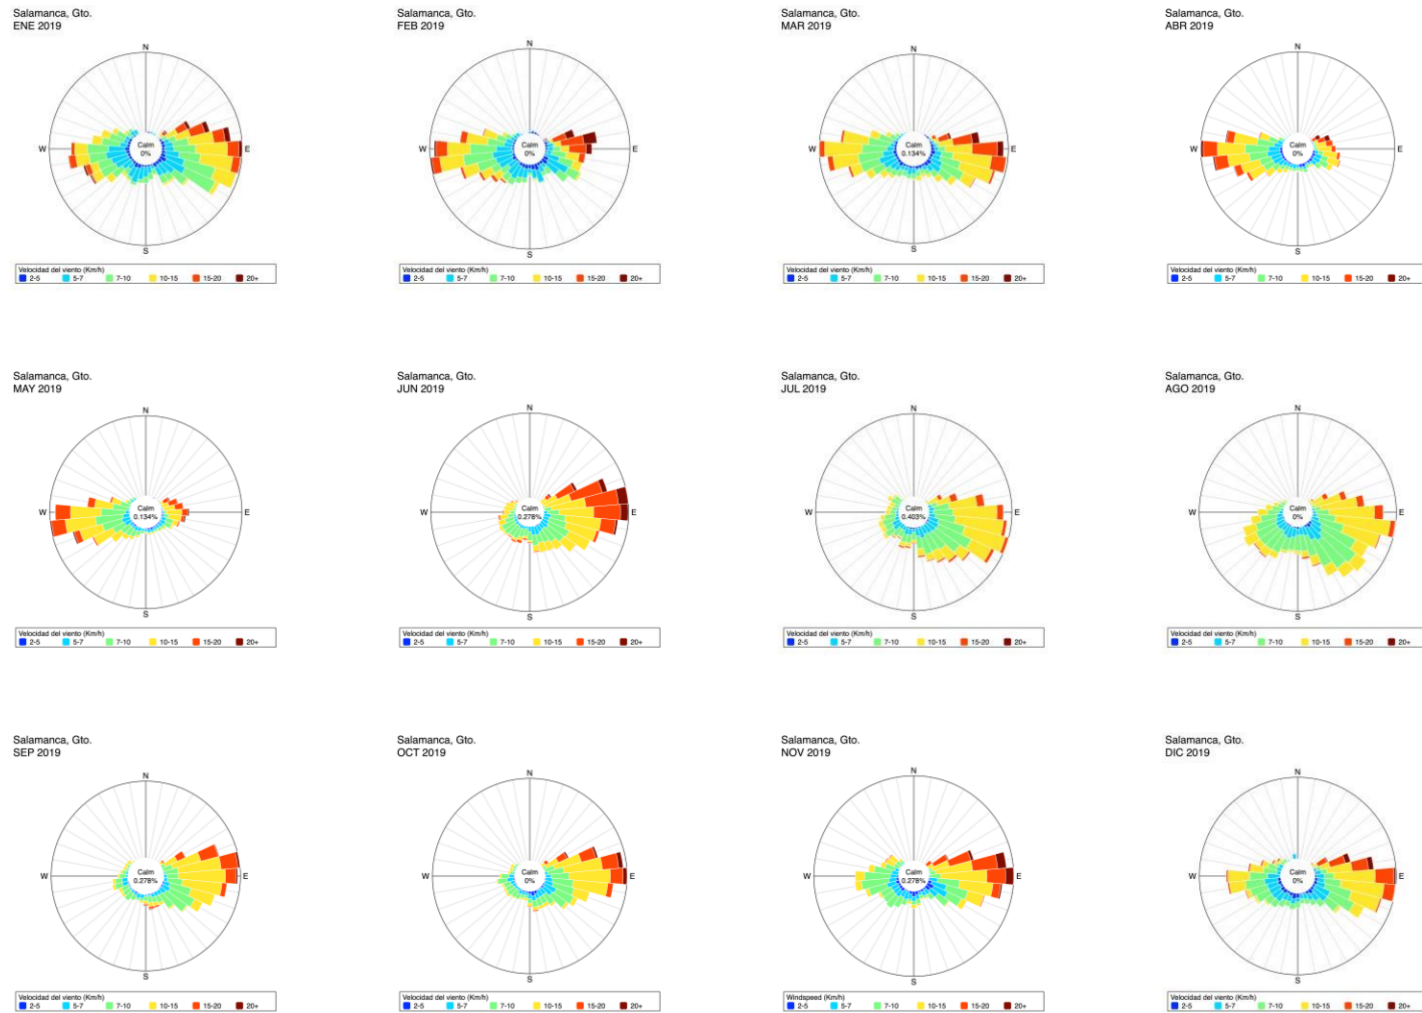 Salamanca, Gto.
ENE 2019
N
W
Calm
0%
E
S
Velocidad del viento (Km/h)
2-5 5-7 7-10 10-15 15-20 20+
Salamanca, Gto.
FEB 2019
N
W
Calm
0%
E
S
Velocidad del viento (Km/h)
2-5 5-7 7-10 10-15 15-20 20+
Salamanca, Gto.
MAR 2019
N
W
Calm
0.134%
E
S
Velocidad del viento (Km/h)
2-5 5-7 7-10 10-15 15-20 20+
Salamanca, Gto.
ABR 2019
N
W
Calm
0%
E
S
Velocidad del viento (Km/h)
2-5 5-7 7-10 10-15 15-20 20+
Salamanca, Gto.
MAY 2019
N
W
Calm
0.134%
E
S
Velocidad del viento (Km/h)
2-5 5-7 7-10 10-15 15-20 20+
Salamanca, Gto.
JUN 2019
N
W
Calm
0.278%
E
S
Velocidad del viento (Km/h)
2-5 5-7 7-10 10-15 15-20 20+
Salamanca, Gto.
JUL 2019
N
W
Calm
0.403%
E
S
Velocidad del viento (Km/h)
2-5 5-7 7-10 10-15 15-20 20+
Salamanca, Gto.
AGO 2019
N
W
Calm
0%
E
S
Velocidad del viento (Km/h)
2-5 5-7 7-10 10-15 15-20 20+
Salamanca, Gto.
SEP 2019
N
W
Calm
0.278%
E
S
Velocidad del viento (Km/h)
2-5 5-7 7-10 10-15 15-20 20+
Salamanca, Gto.
OCT 2019
N
W
Calm
0%
E
S
Velocidad del viento (Km/h)
2-5 5-7 7-10 10-15 15-20 20+
Salamanca, Gto.
NOV 2019
N
W
Calm
0.278%
E
S
Windspeed (Km/h)
2-5 5-7 7-10 10-15 15-20 20+
Salamanca, Gto.
DIC 2019
N
W
Calm
0%
E
S
Velocidad del viento (Km/h)
2-5 5-7 7-10 10-15 15-20 20+